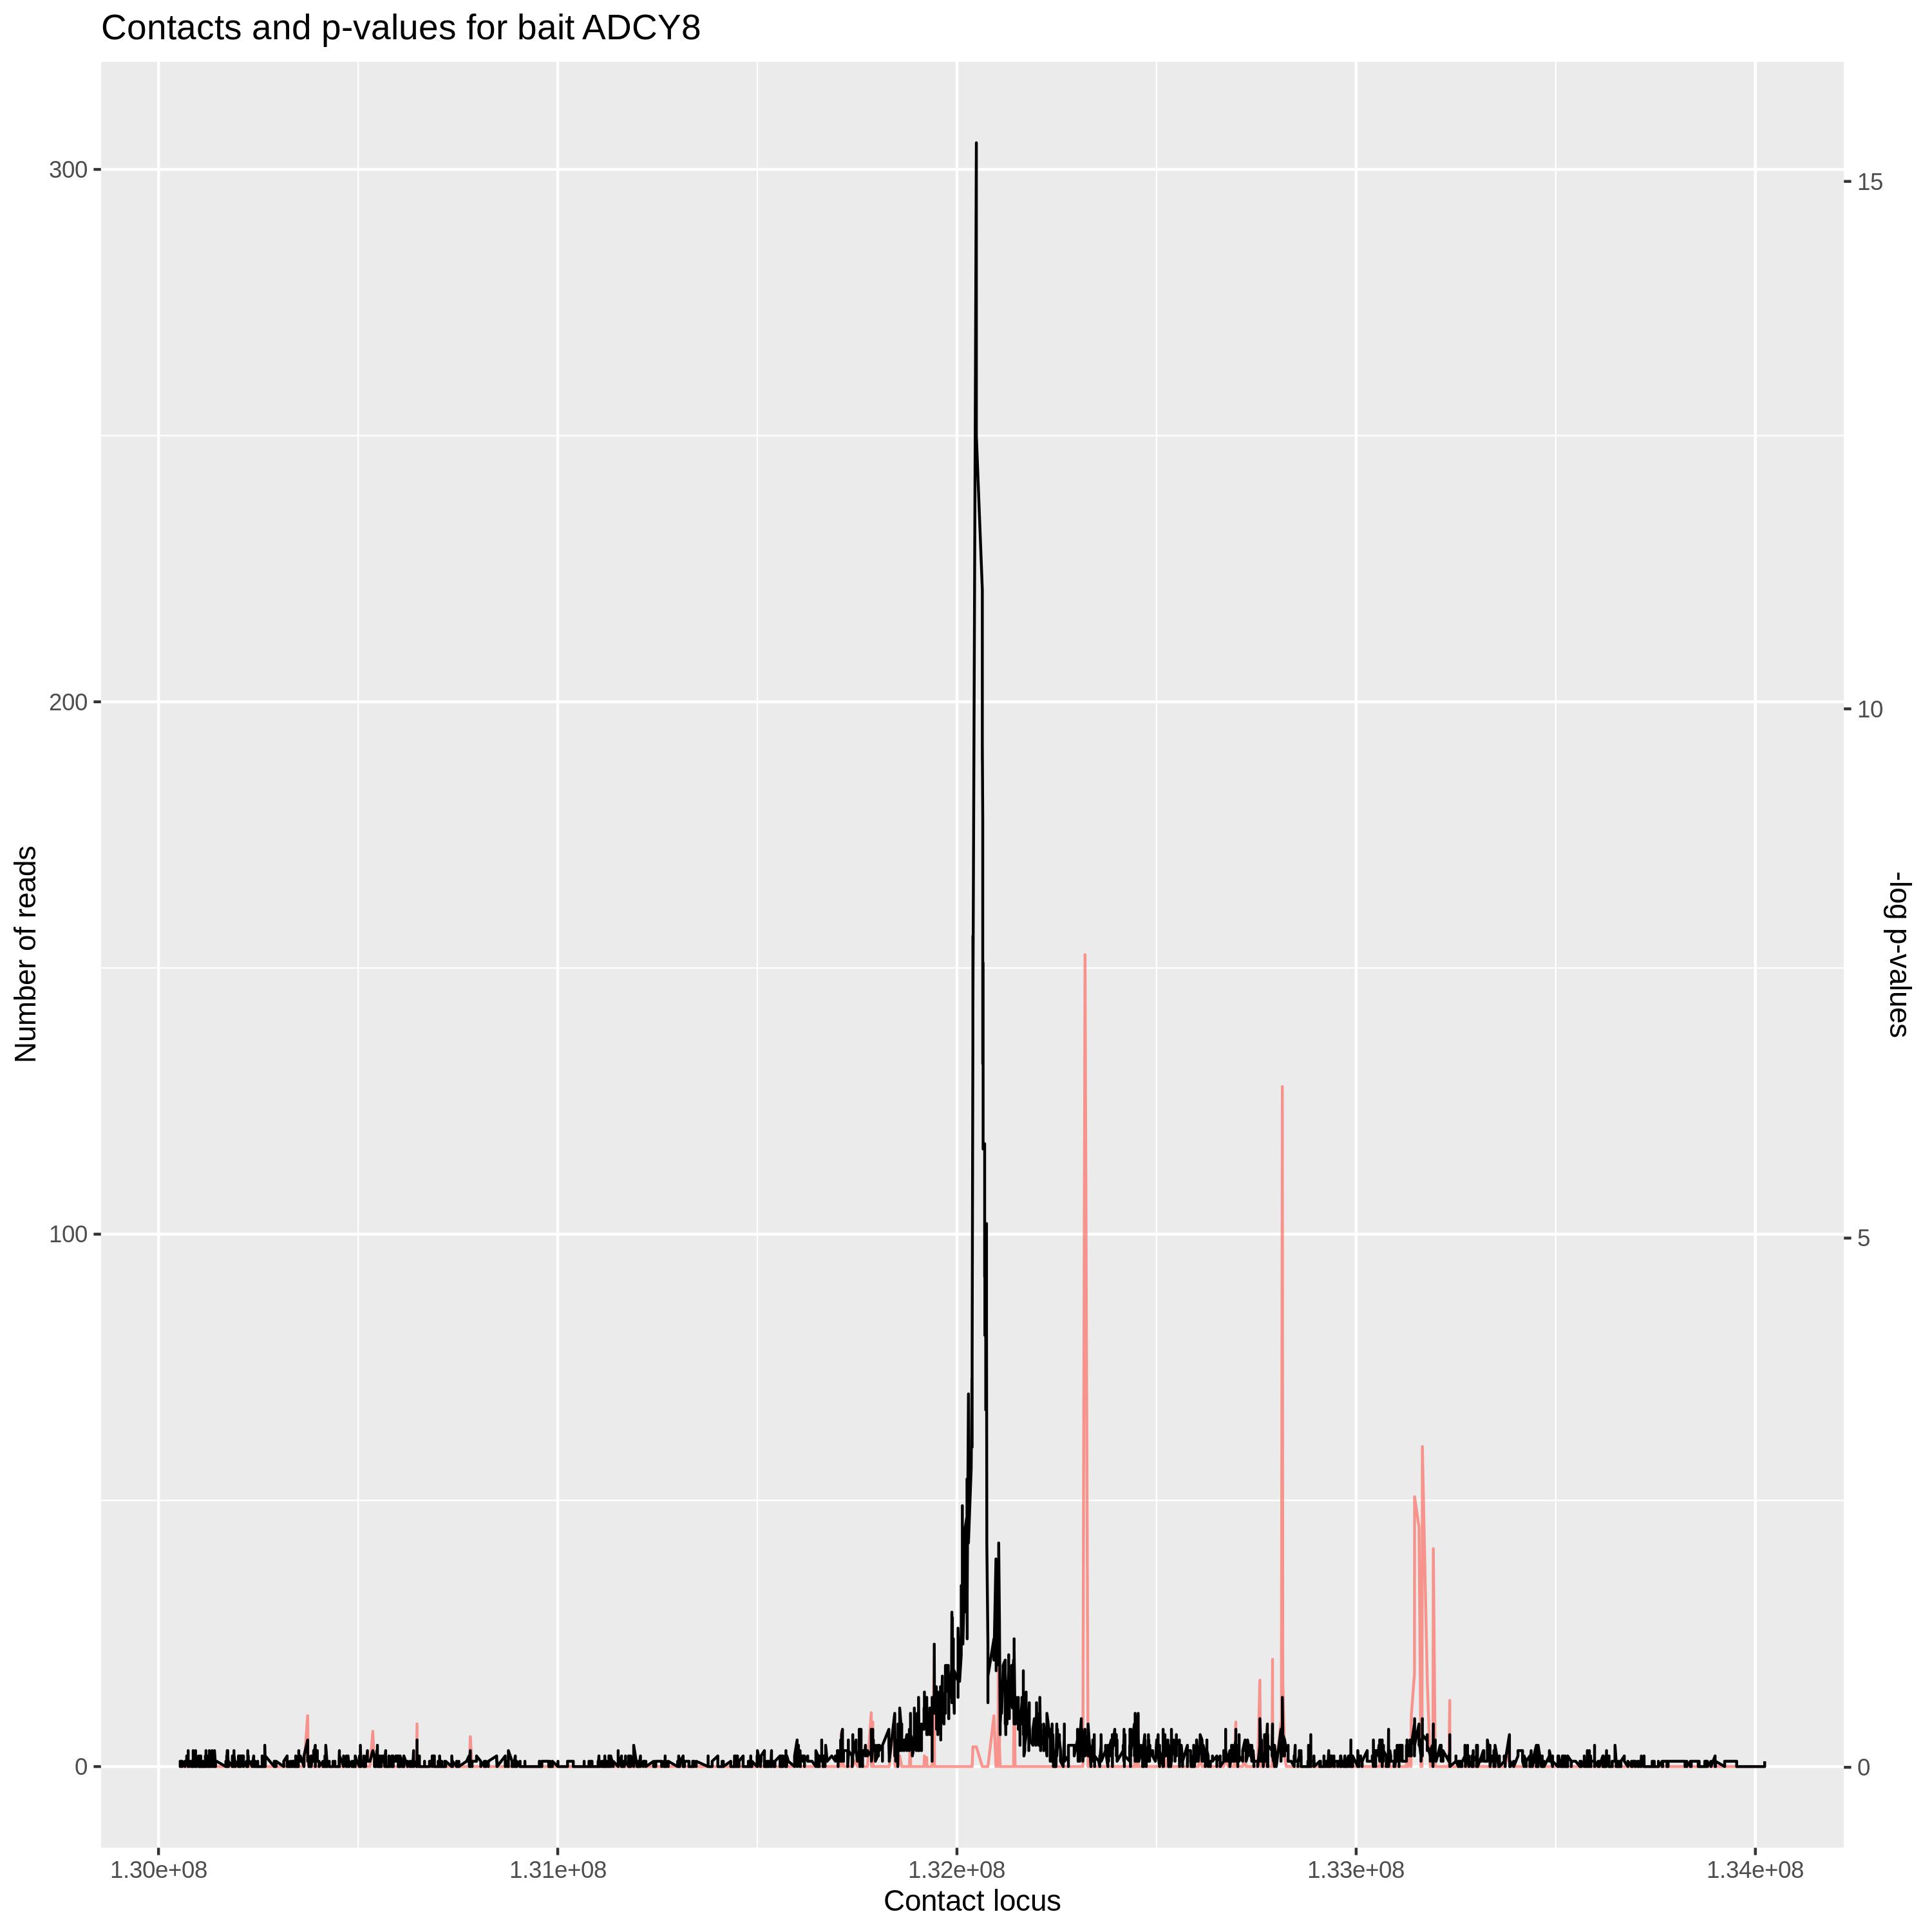 Contacts and p-values for bait ADCY8
300
200
100
0
Number of reads
15
10
5
0
-log p-values
1.30e+08 1.31e+08 1.32e+08 1.33e+08 1.34e+08
Contact locus